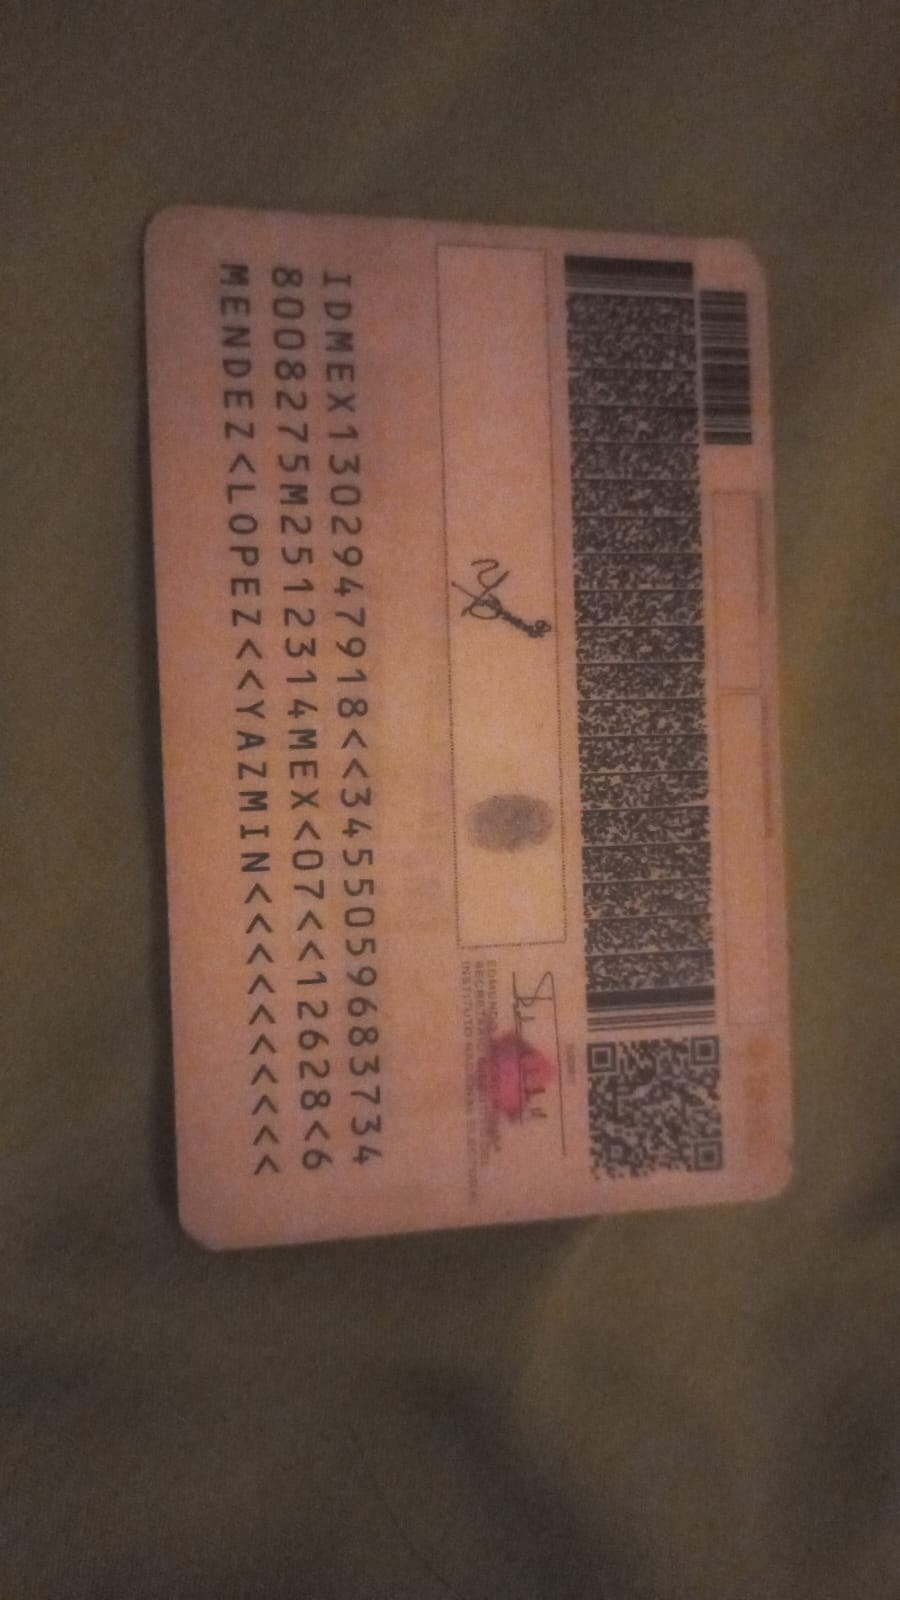 IDMEX1302947918<<3455059683734
8008275M2512314MEX<07<<12628<6
MENDEZ<LOPEZ<<YAZMIN<<<<<<<<<<